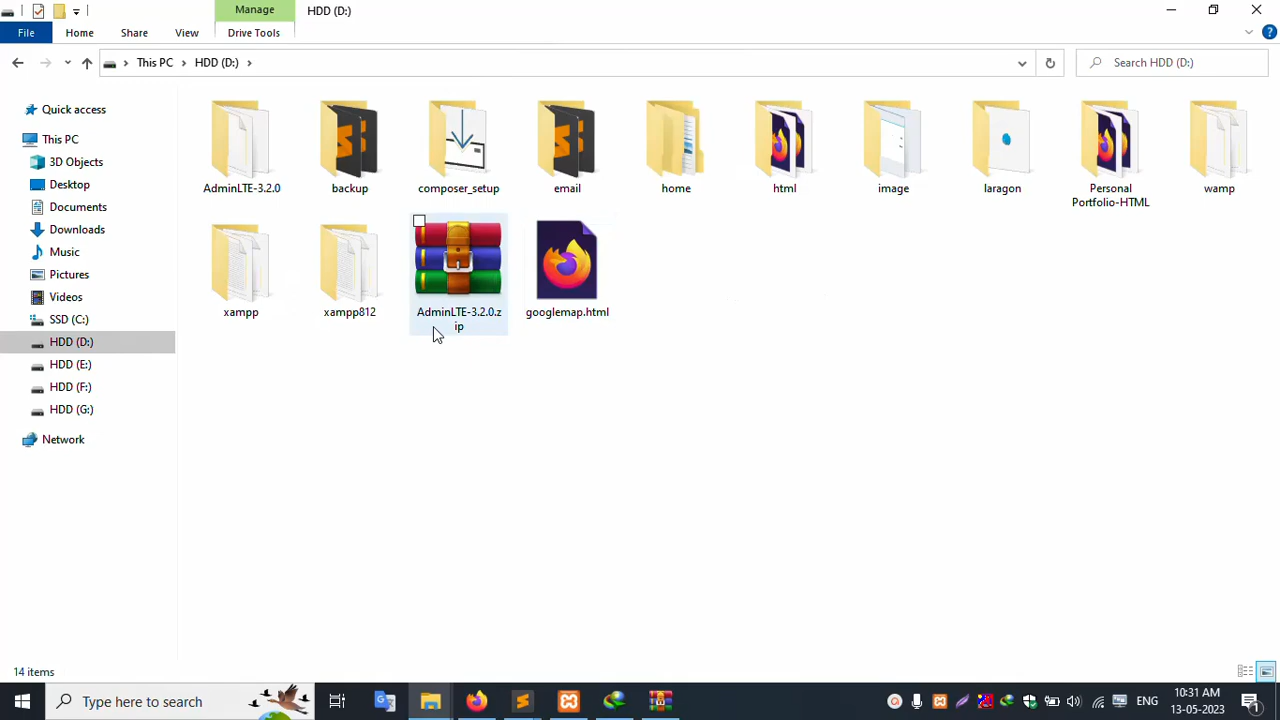 Manage
HDD (D:)
File
Home
Share
View
Drive Tools
This PC
HDD (D:)
Search HDD (D:)
Quick access
This PC
3D Objects
Desktop
Documents
Downloads
Music
Pictures
Videos
SSD (C:)
HDD (D:)
HDD (E:)
HDD (F:)
HDD (G:)
Network
AdminLTE-3.2.0
backup
composer_setup
email
home
html
image
laragon
Personal
Portfolio-HTML
wamp
xampp
xampp812
AdminLTE-3.2.0.z
ip
googlemap.html
14 items
Type here to search
ENG
10:31 AM
13-05-2023
1